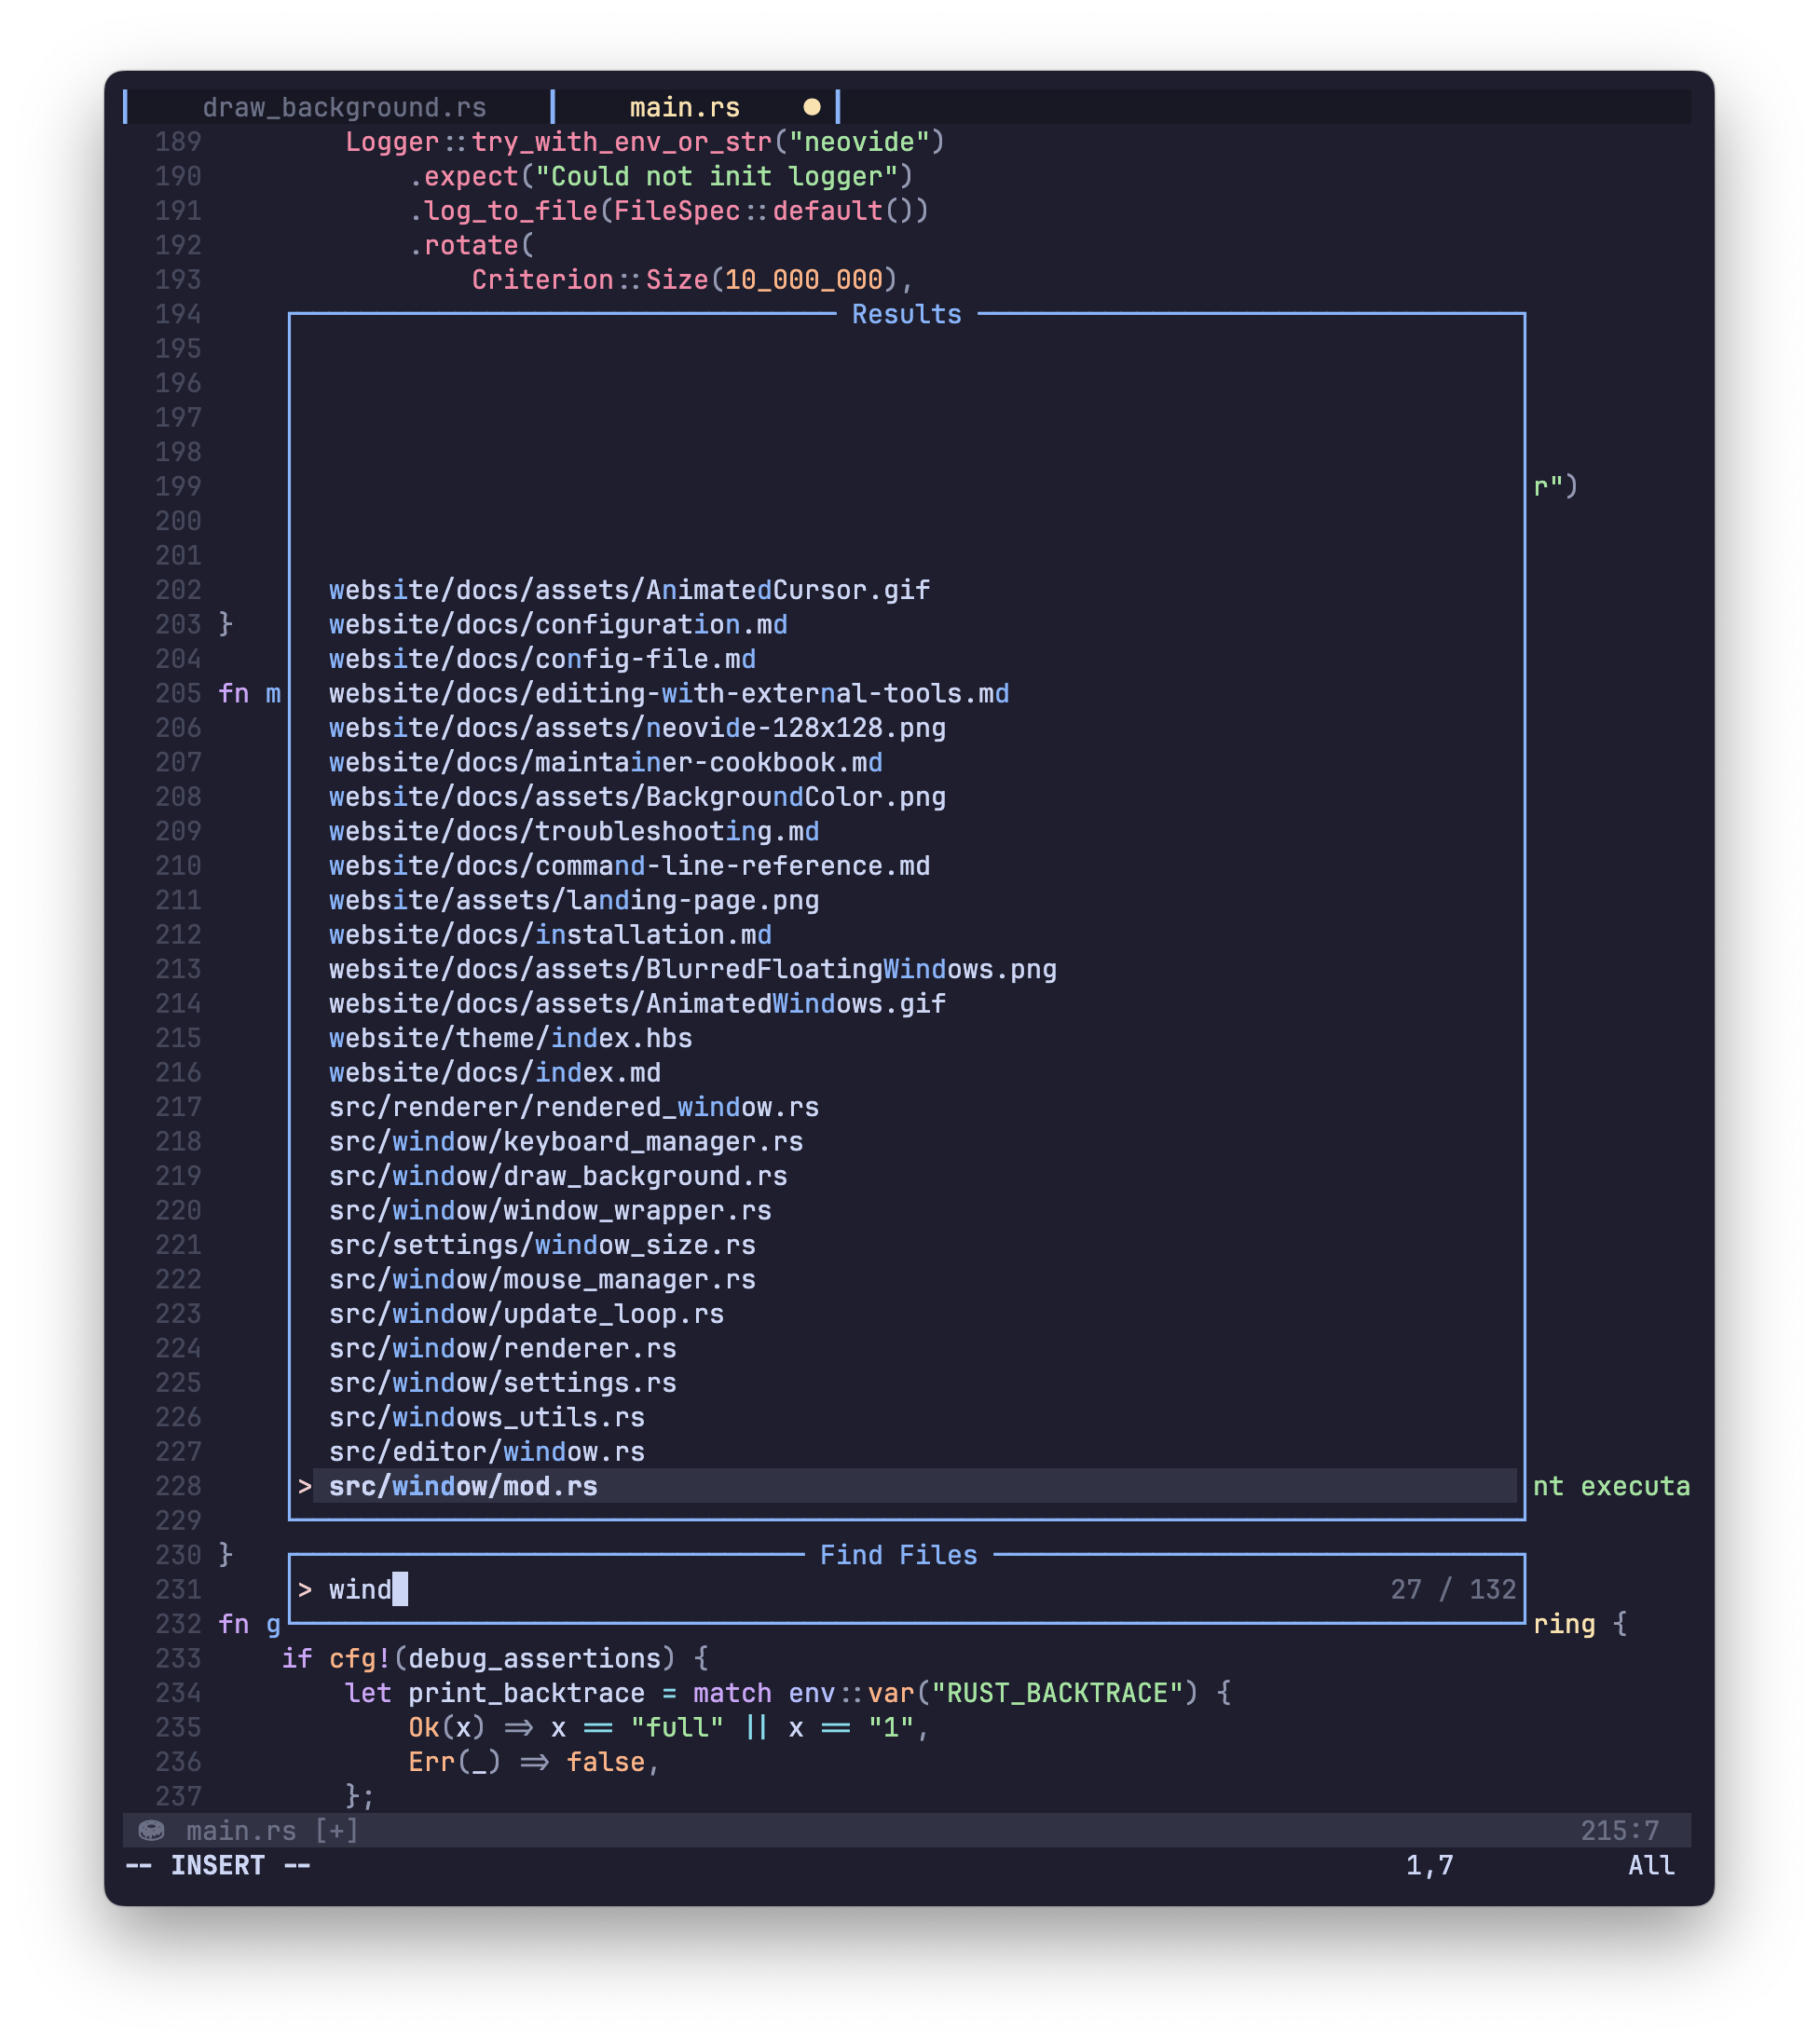 draw_background.rs main.rs ●
189 Logger::try_with_env_or_str("neovide")
190 .expect("Could not init logger")
191 .log_to_file(FileSpec::default())
192 .rotate(
193 Criterion::Size(10_000_000),
194 Results
195
196
197
198
199 r")
200
201
202 website/docs/assets/AnimatedCursor.gif
203 } website/docs/configuration.md
204 website/docs/config-file.md
205 fn m website/docs/editing-with-external-tools.md
206 website/docs/assets/neovide-128x128.png
207 website/docs/maintainer-cookbook.md
208 website/docs/assets/BackgroundColor.png
209 website/docs/troubleshooting.md
210 website/docs/command-line-reference.md
211 website/assets/landing-page.png
212 website/docs/installation.md
213 website/docs/assets/BlurredFloatingWindows.png
214 website/docs/assets/AnimatedWindows.gif
215 website/theme/index.hbs
216 website/docs/index.md
217 src/renderer/rendered_window.rs
218 src/window/keyboard_manager.rs
219 src/window/draw_background.rs
220 src/window/window_wrapper.rs
221 src/settings/window_size.rs
222 src/window/mouse_manager.rs
223 src/window/update_loop.rs
224 src/window/renderer.rs
225 src/window/settings.rs
226 src/windows_utils.rs
227 src/editor/window.rs
228 > src/window/mod.rs nt executa
229
230 } Find Files
231 > wind 27 / 132
232 fn g ring {
233 if cfg!(debug_assertions) {
234 let print_backtrace = match env::var("RUST_BACKTRACE") {
235 Ok(x) => x == "full" || x == "1",
236 Err(_) => false,
237 };
main.rs [+] 215:7
-- INSERT -- 1,7 All